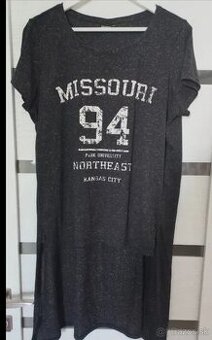 MISSOURI
94
PARK UNIVERSITY
NORTHEAST
KANSAS CITY